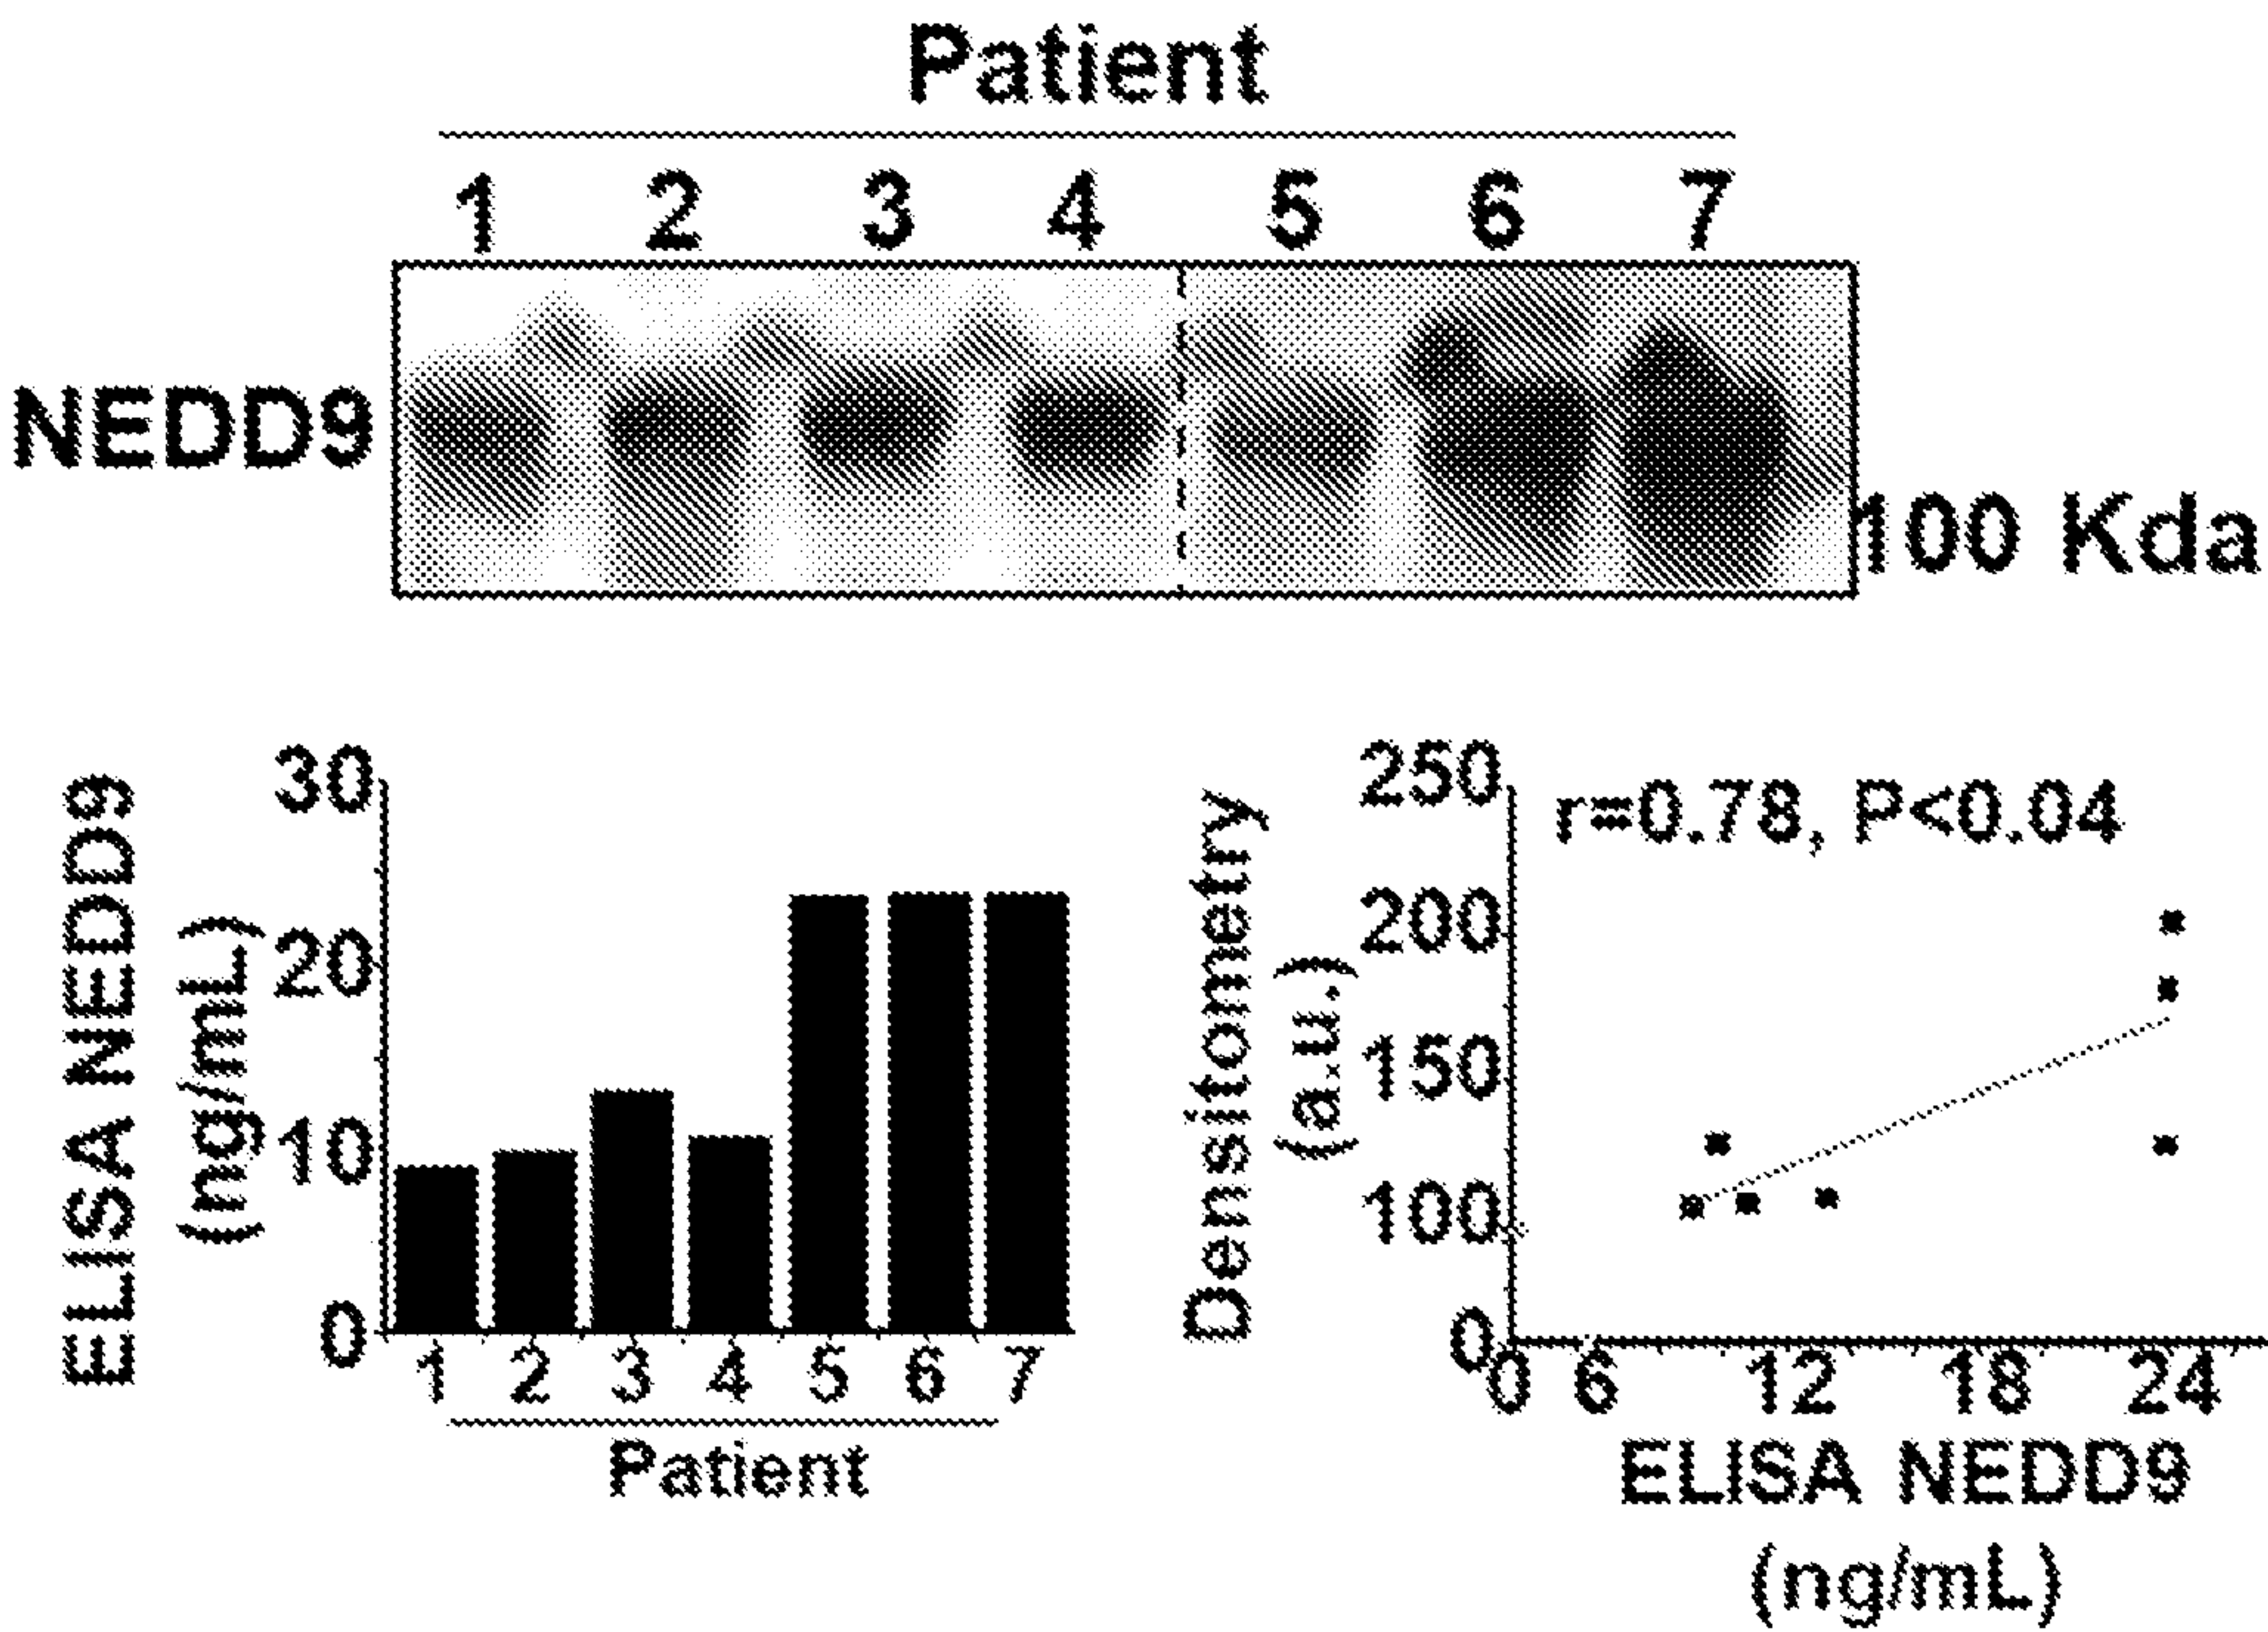 Patient
1 2 3 4 5 6 7
NEDD9
100 Kda
ELISA NEDD9
(ng/mL)
30
20
10
0
1 2 3 4 5 6 7
Patient
Densitometry
(a.u.)
250
200
150
100
0
r=0.78, P<0.04
0 6 12 18 24
ELISA NEDD9
(ng/mL)